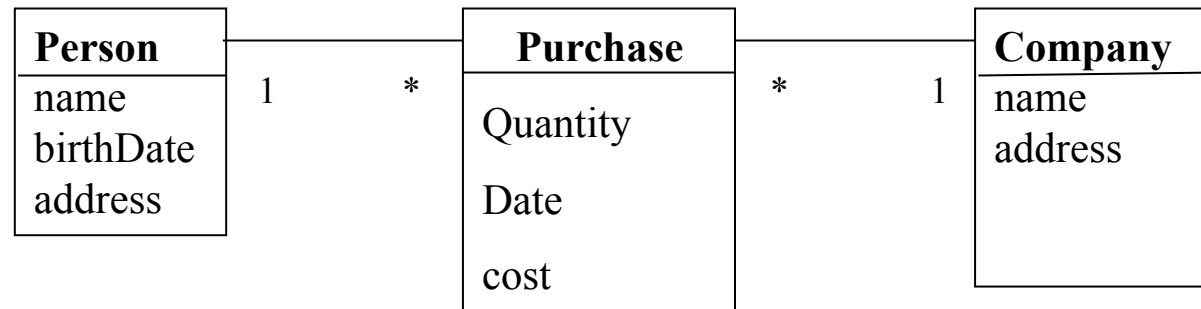 Person
name
birthDate
address
1
*
Purchase
Quantity
Date
cost
*
1
Company
name
address